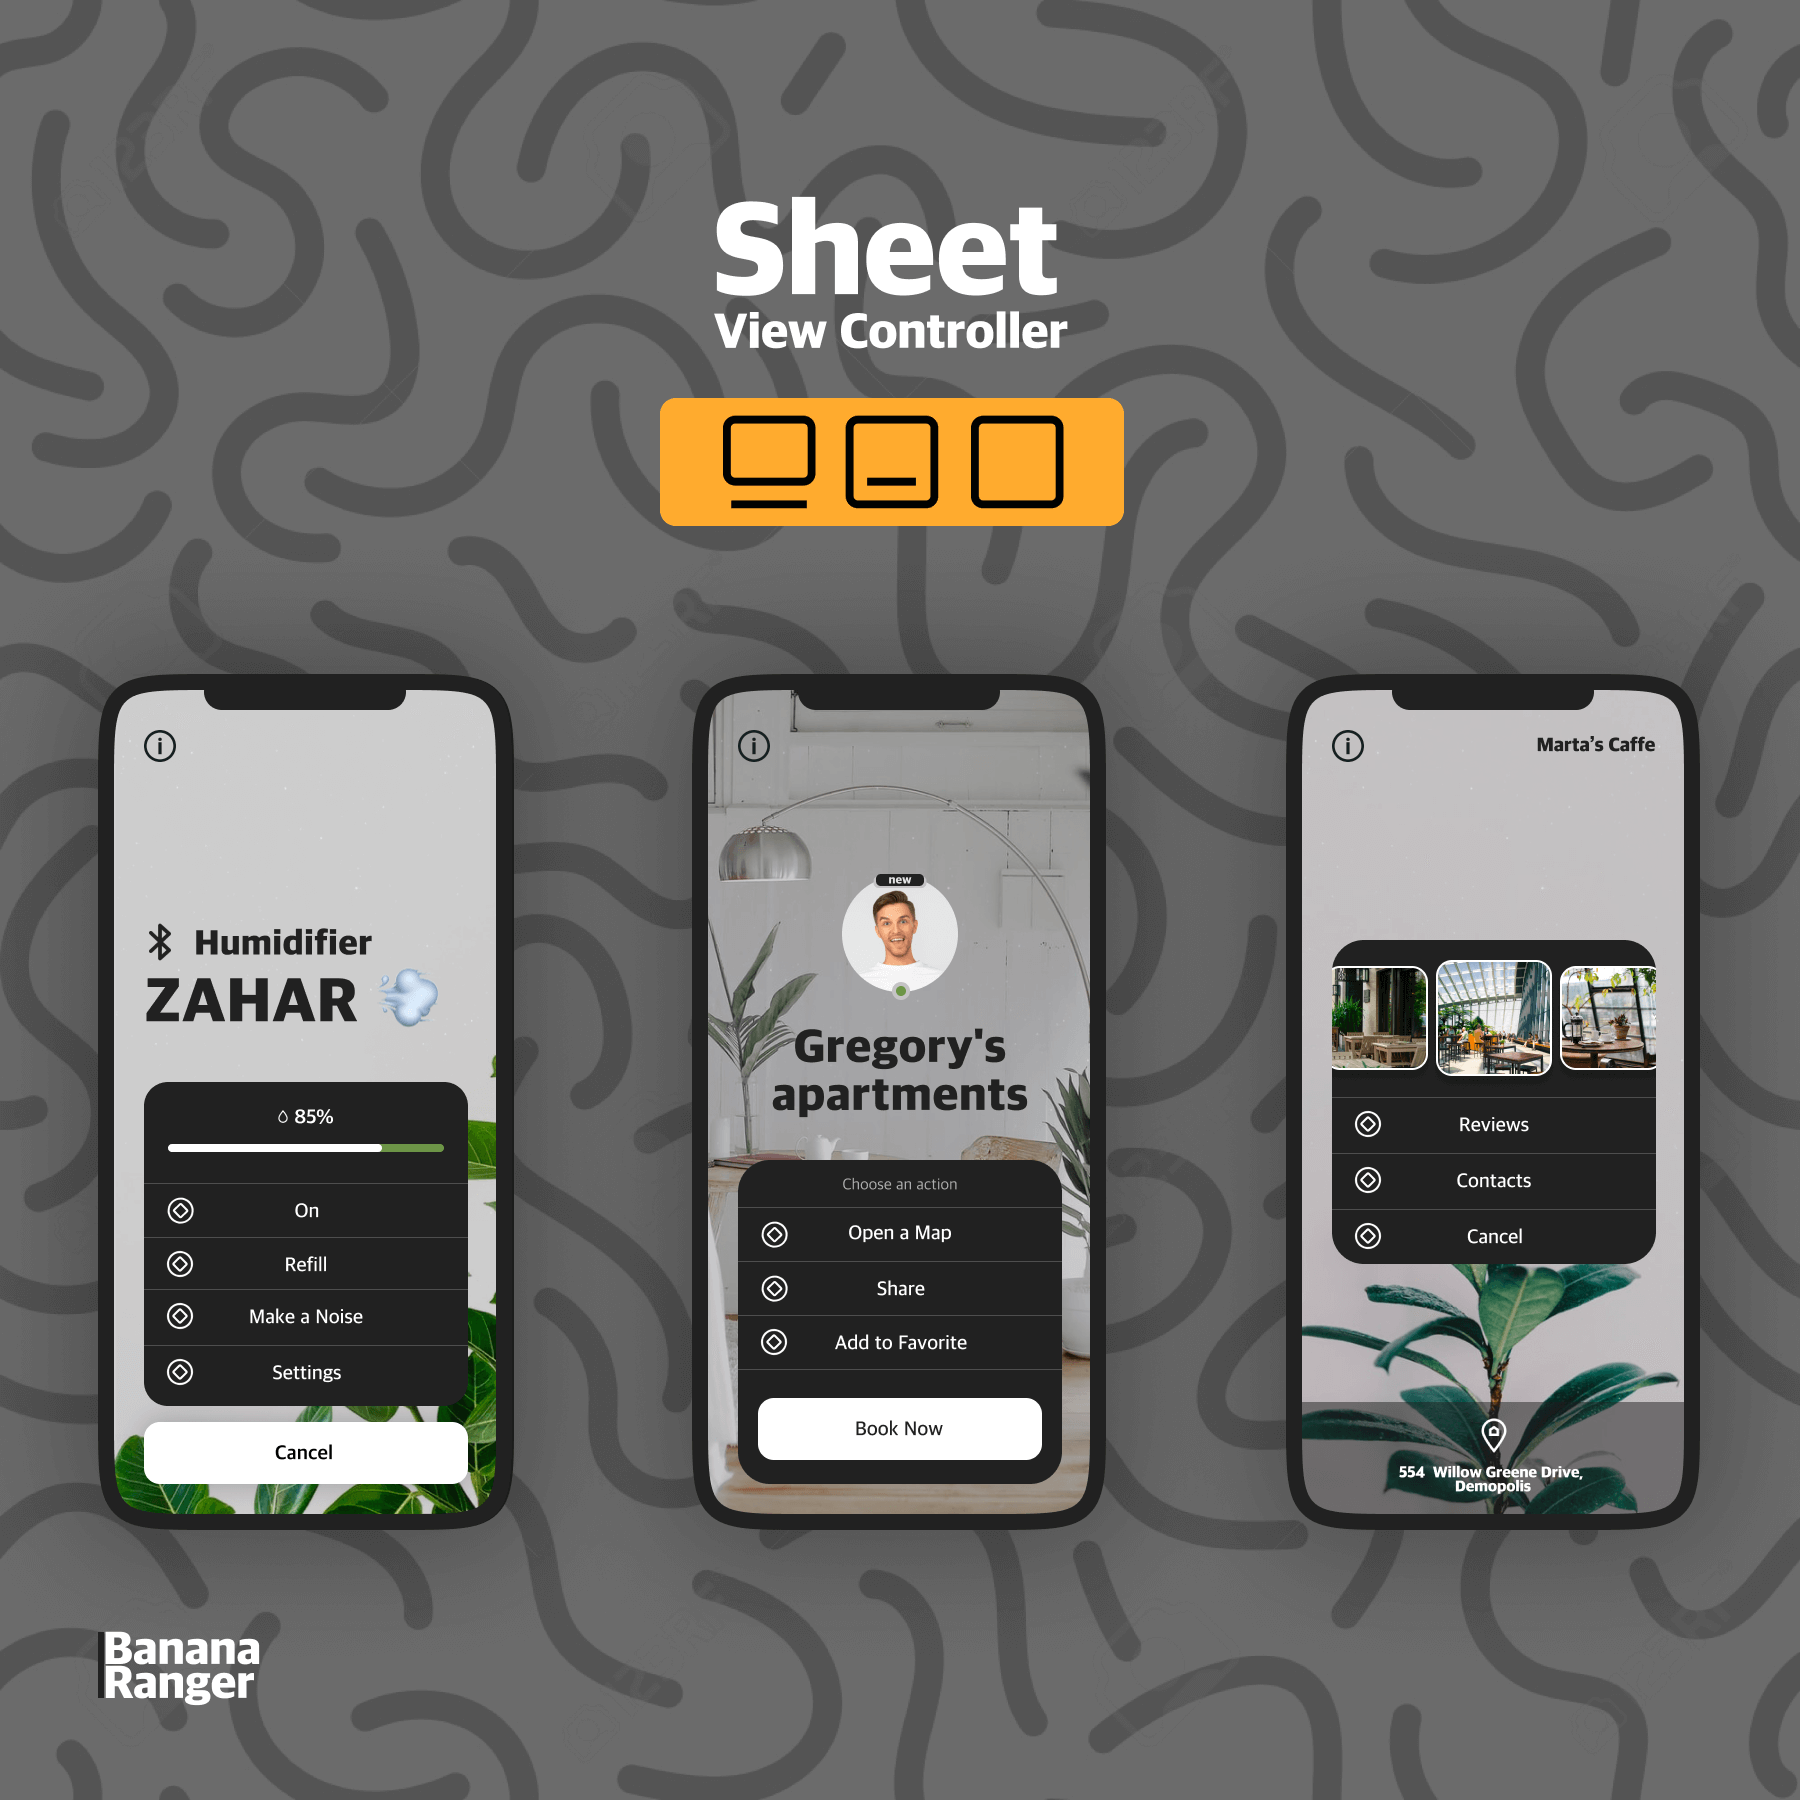 Sheet
View Controller
Humidifier
ZAHAR
85%
On
Refill
Make a Noise
Settings
Cancel
new
Gregory's
apartments
Choose an action
Open a Map
Share
Add to Favorite
Book Now
Marta’s Caffe
Reviews
Contacts
Cancel
554 Willow Greene Drive,
Demopolis
Banana
Ranger